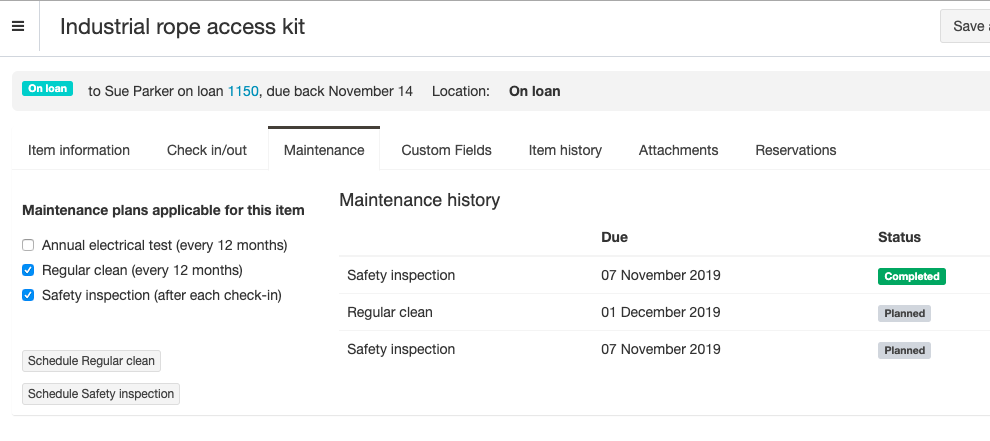 Industrial rope access kit
Save
On loan to Sue Parker on loan 1150, due back November 14 Location: On loan
Item information Check in/out Maintenance Custom Fields Item history Attachments Reservations
Maintenance plans applicable for this item
Annual electrical test (every 12 months)
Regular clean (every 12 months)
Safety inspection (after each check-in)
Schedule Regular clean
Schedule Safety inspection
Maintenance history
Due Status
Safety inspection 07 November 2019 Completed
Regular clean 01 December 2019 Planned
Safety inspection 07 November 2019 Planned